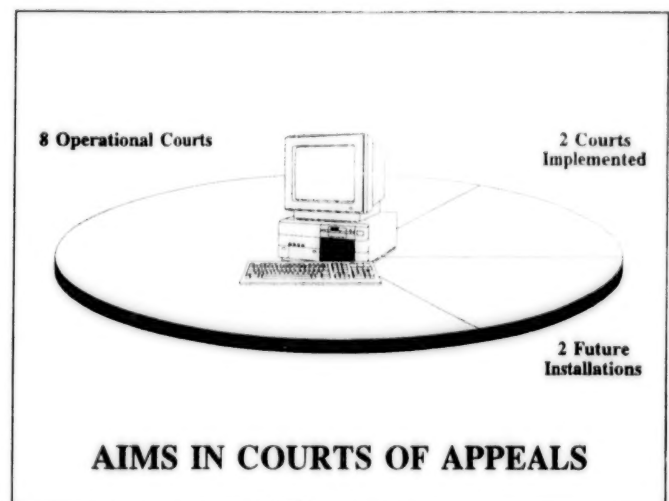 8 Operational Courts
2 Courts
Implemented
2 Future
Installations
AIMS IN COURTS OF APPEALS